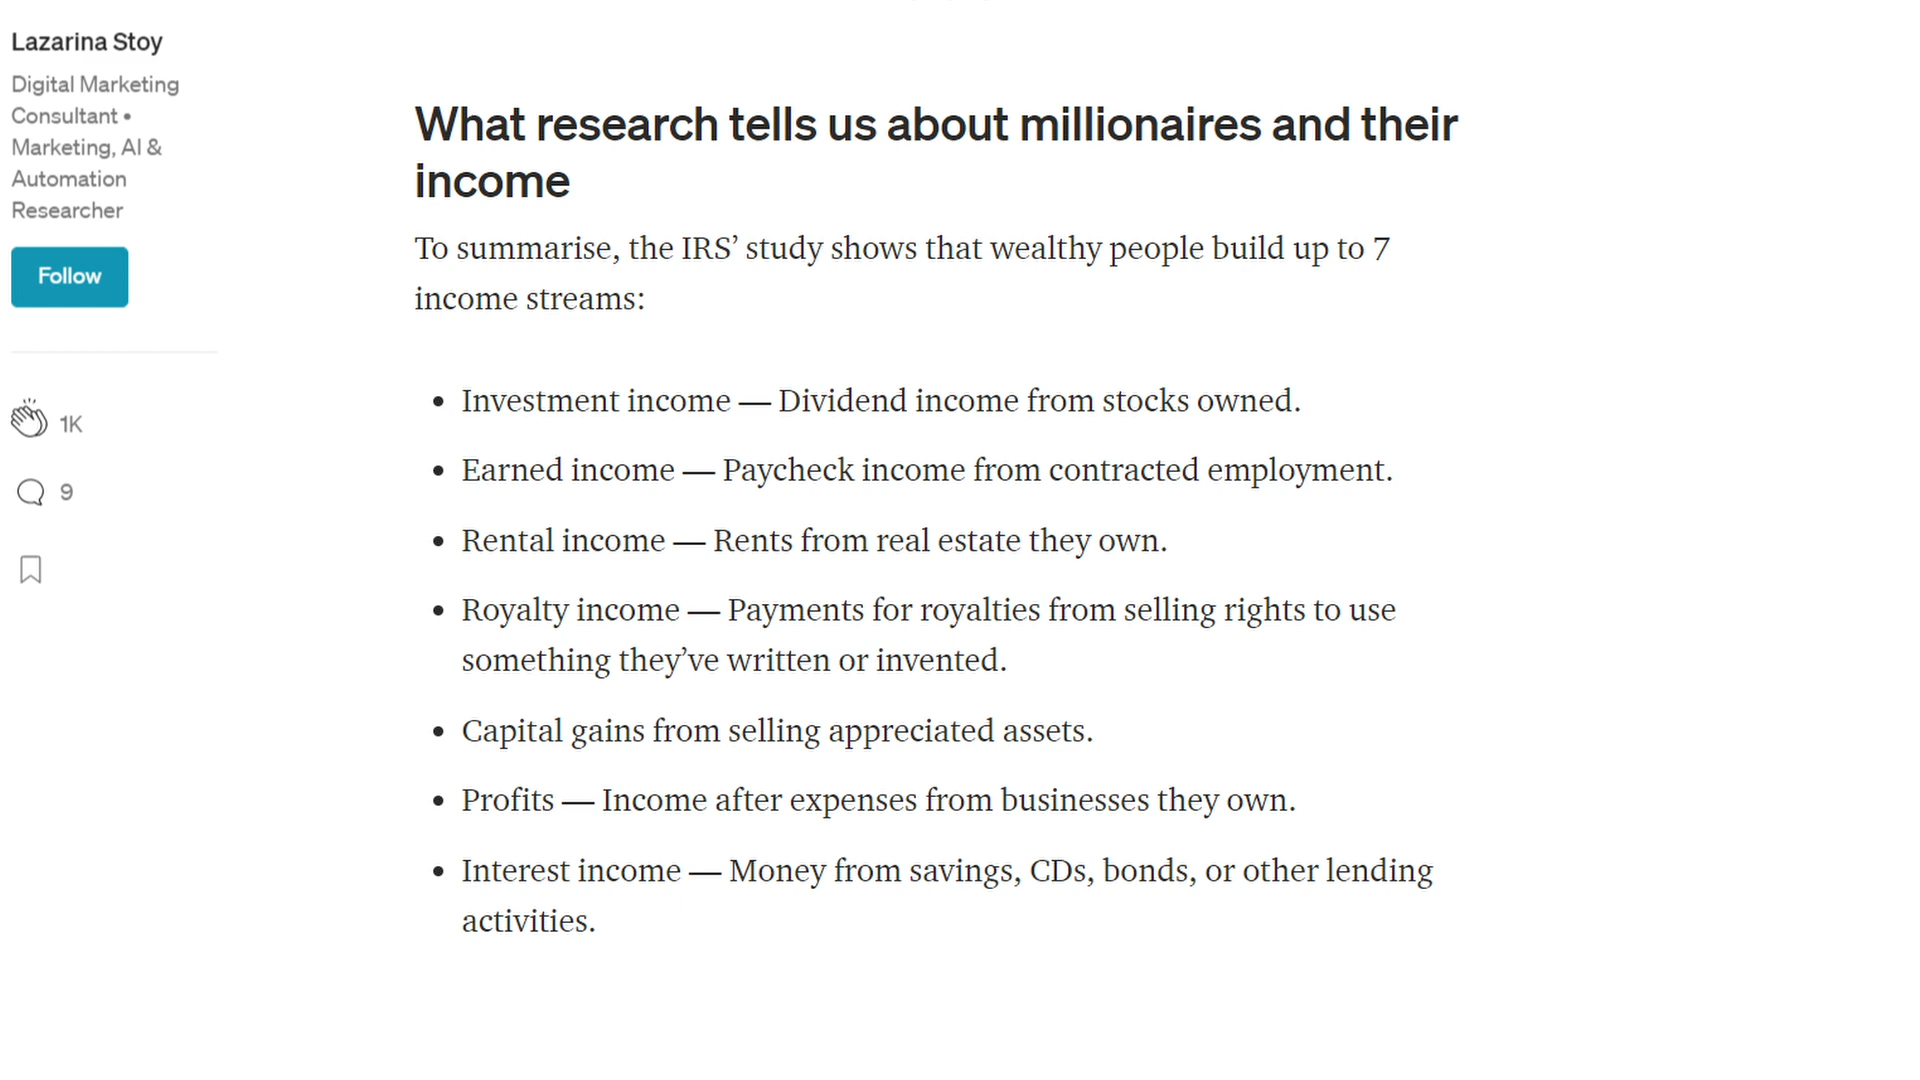 Lazarina Stoy
Digital Marketing
Consultant •
Marketing, AI &
Automation
Researcher
Follow
1K
9
What research tells us about millionaires and their
income
To summarise, the IRS’ study shows that wealthy people build up to 7
income streams:
• Investment income — Dividend income from stocks owned.
• Earned income — Paycheck income from contracted employment.
• Rental income — Rents from real estate they own.
• Royalty income — Payments for royalties from selling rights to use
something they’ve written or invented.
• Capital gains from selling appreciated assets.
• Profits — Income after expenses from businesses they own.
• Interest income — Money from savings, CDs, bonds, or other lending
activities.